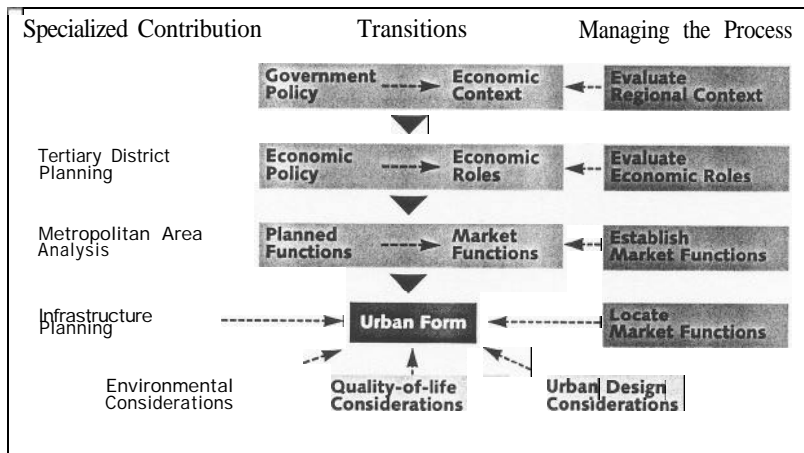 Specialized Contribution
Transitions
Managing the Process
Government Policy
Economic Context
Evaluate Regional Context
Tertiary District Planning
Economic Policy
Economic Roles
Evaluate Economic Roles
Metropolitan Area Analysis
Planned Functions
Market Functions
Establish Market Functions
Infrastructure Planning
Urban Form
Locate Market Functions
Environmental Considerations
Quality-of-life Considerations
Urban Design Considerations